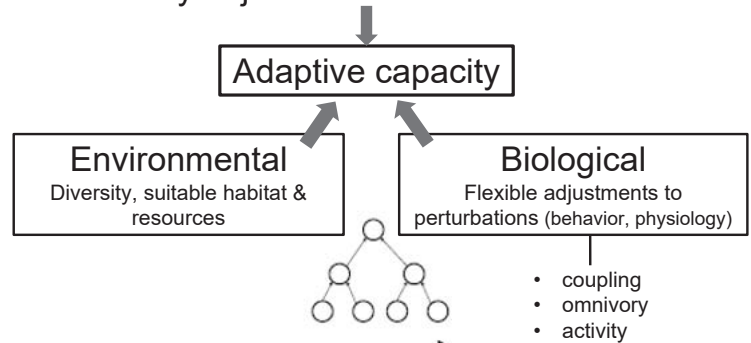 Adaptive capacity
Environmental
Diversity, suitable habitat &
resources
Biological
Flexible adjustments to
perturbations (behavior, physiology)
• coupling
• omnivory
• activity